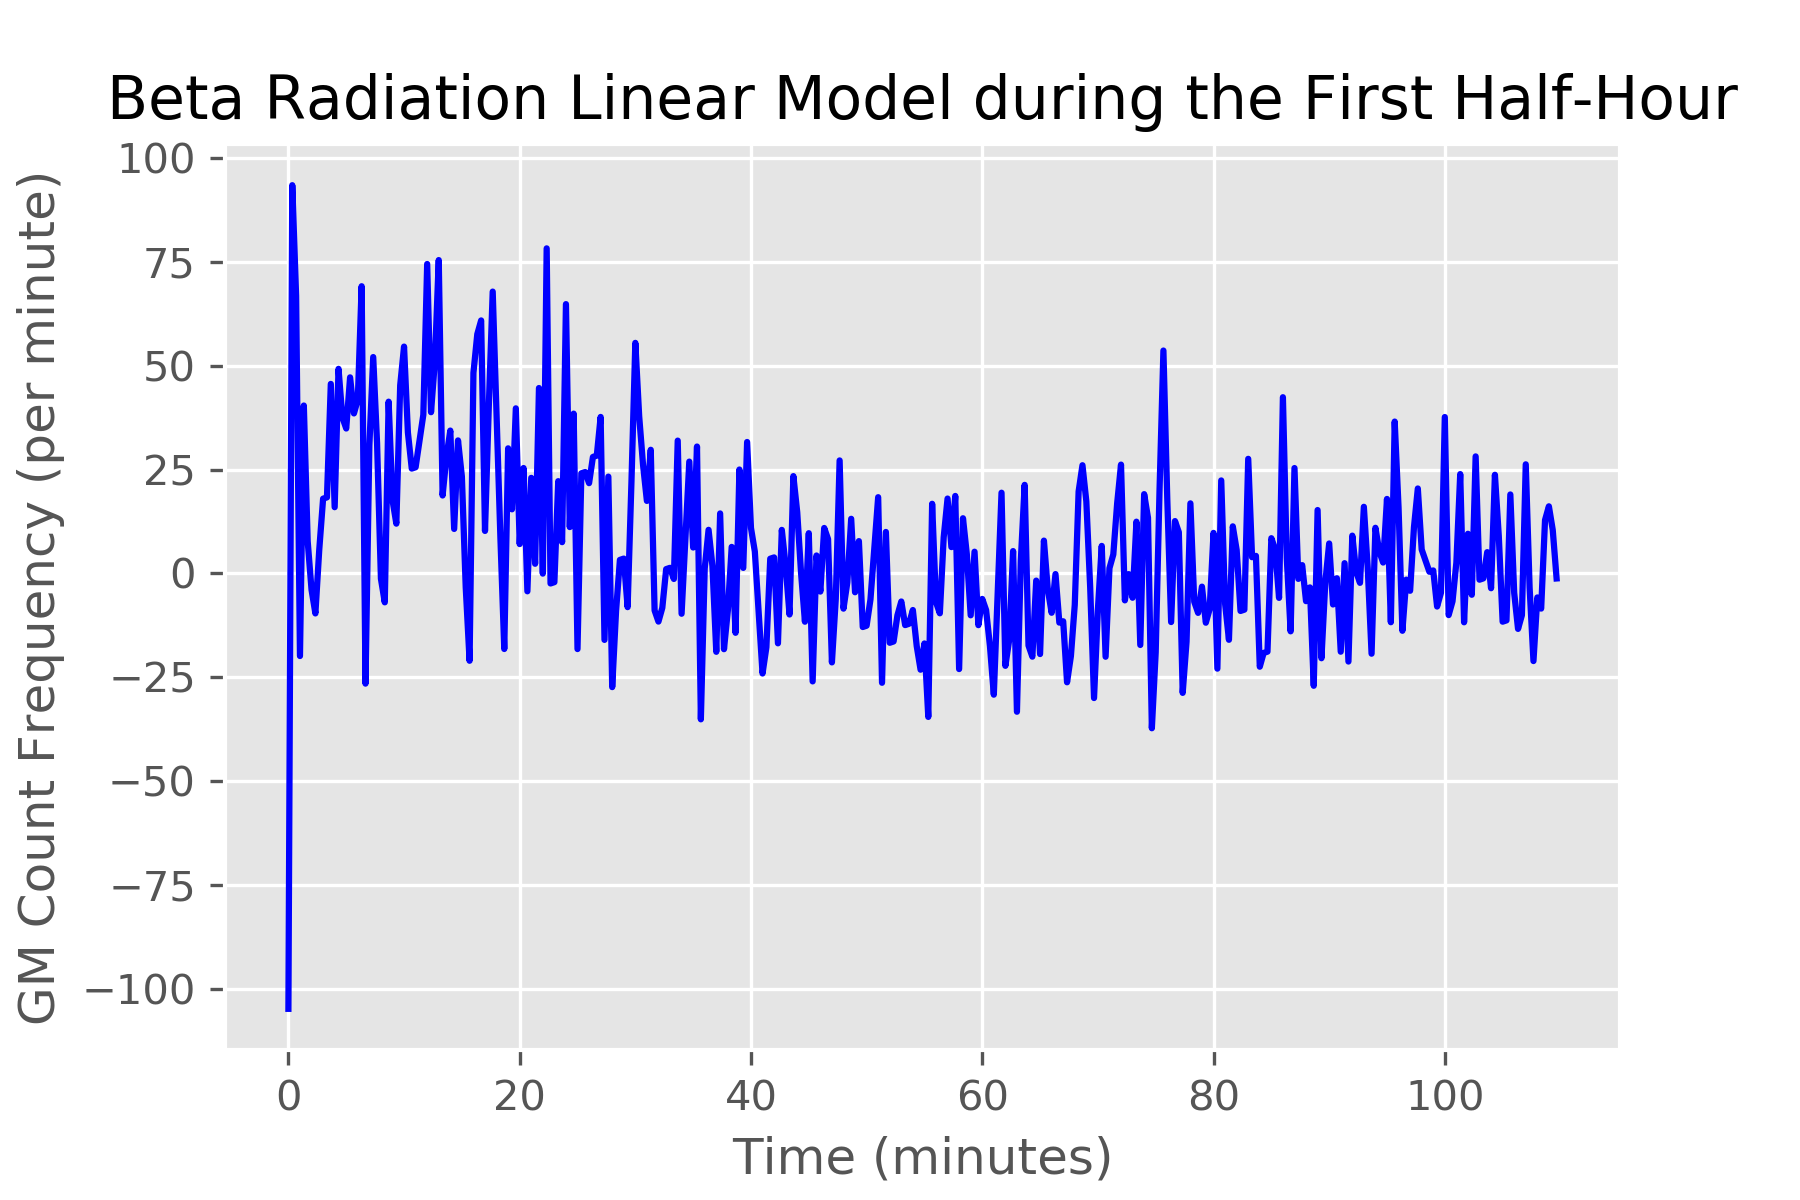 Beta Radiation Linear Model during the First Half-Hour
GM Count Frequency (per minute)
100
75
50
25
0
−25
−50
−75
−100
0 20 40 60 80 100
Time (minutes)